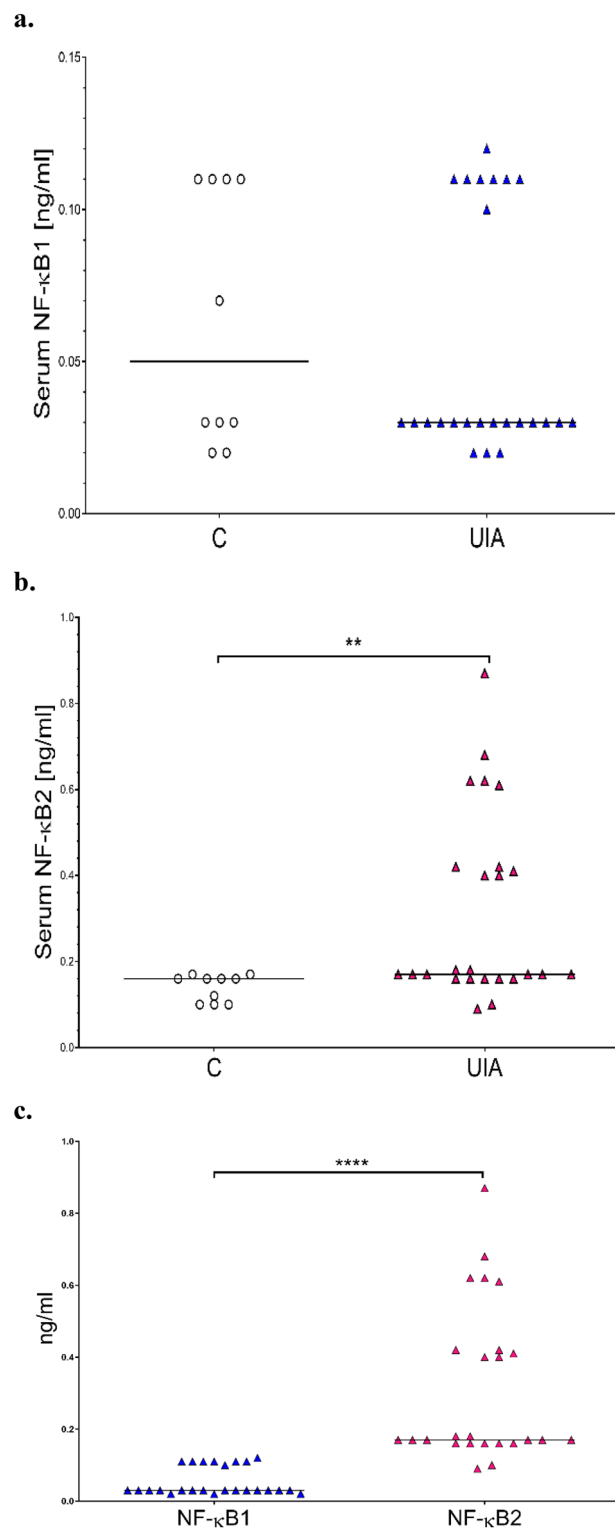 a.
Serum NF-κB1 [ng/ml]
0.15
0.10
0.05
0.00
C UIA
b.
Serum NF-κB2 [ng/ml]
1.0
**
0.8
0.6
0.4
0.2
0.0
C UIA
c.
ng/ml
1.0
****
0.8
0.6
0.4
0.2
0.0
NF-κB1 NF-κB2